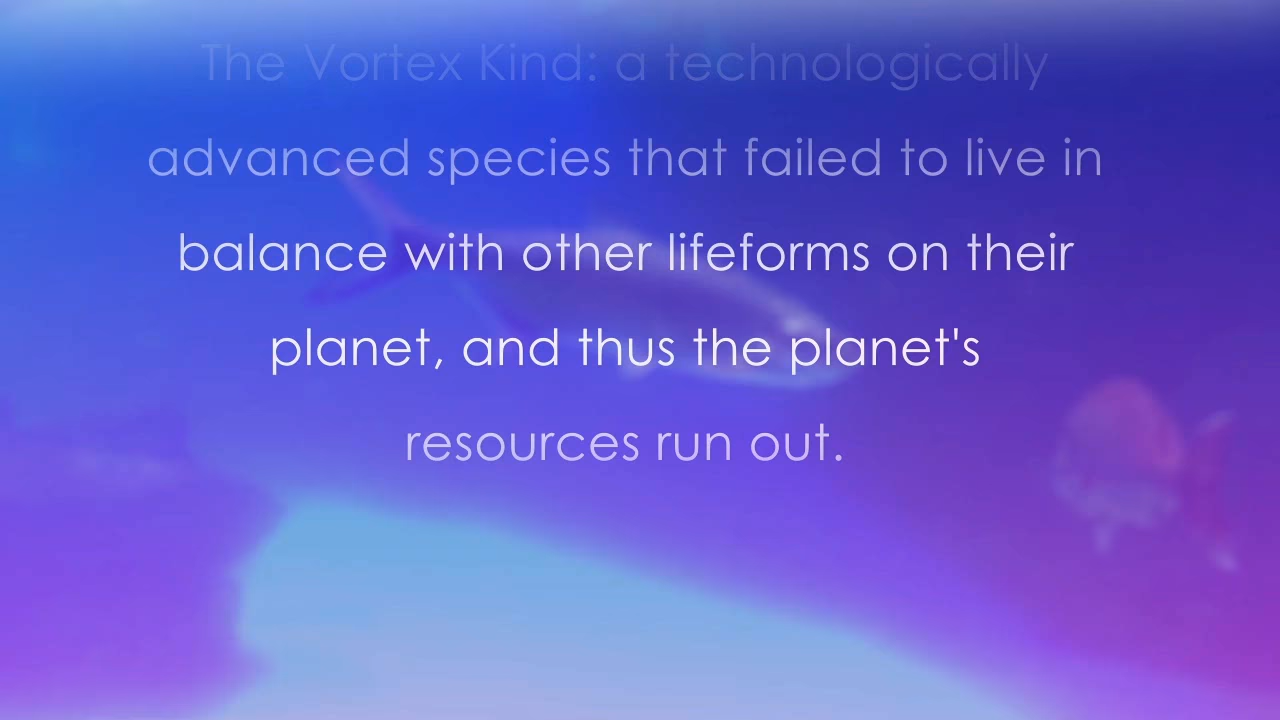 The Vortex Kind: a technologically
advanced species that failed to live in
balance with other lifeforms on their
planet, and thus the planet's
resources run out.